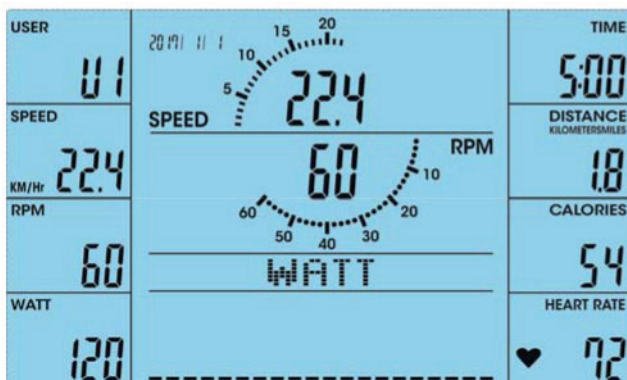 USER
U1
SPEED
22.4
KM/Hr
RPM
60
WATT
120
2017/ 1/ 1
5
10
15
20
SPEED
22.4
60
RPM
10
20
30
40
50
60
WATT
TIME
5:00
DISTANCE
KILOMETERSMILES
1.8
CALORIES
54
HEART RATE
72